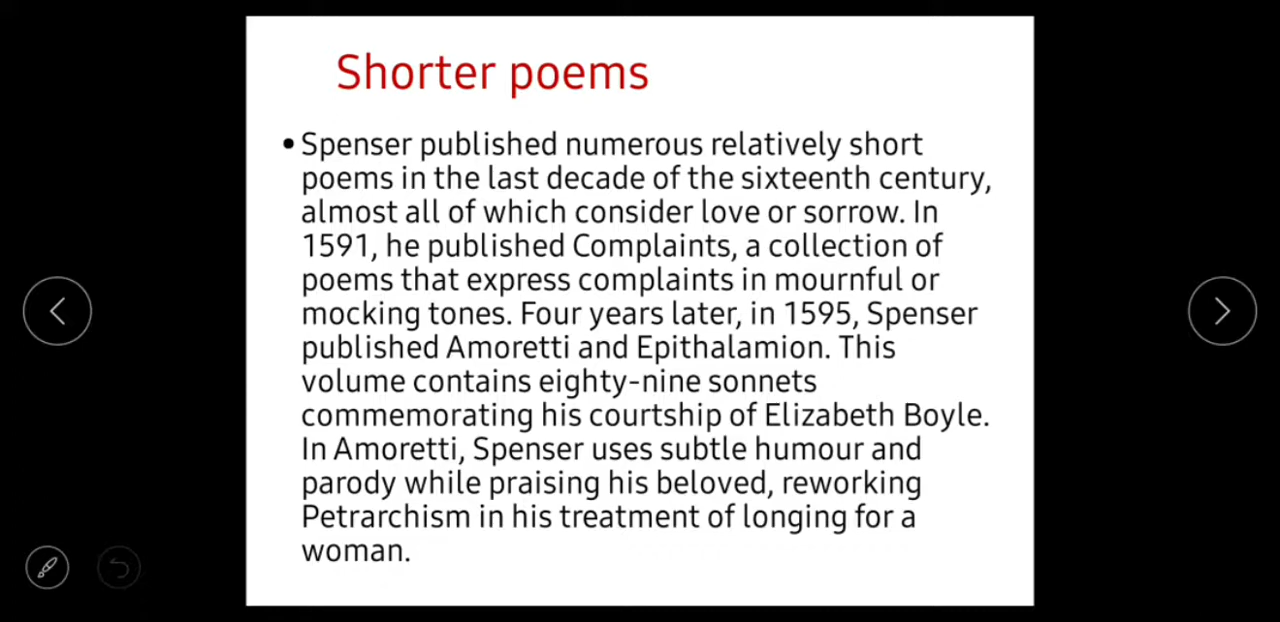 Shorter poems
• Spenser published numerous relatively short
poems in the last decade of the sixteenth century,
almost all of which consider love or sorrow. In
1591, he published Complaints, a collection of
poems that express complaints in mournful or
mocking tones. Four years later, in 1595, Spenser
published Amoretti and Epithalamion. This
volume contains eighty-nine sonnets
commemorating his courtship of Elizabeth Boyle.
In Amoretti, Spenser uses subtle humour and
parody while praising his beloved, reworking
Petrarchism in his treatment of longing for a
woman.